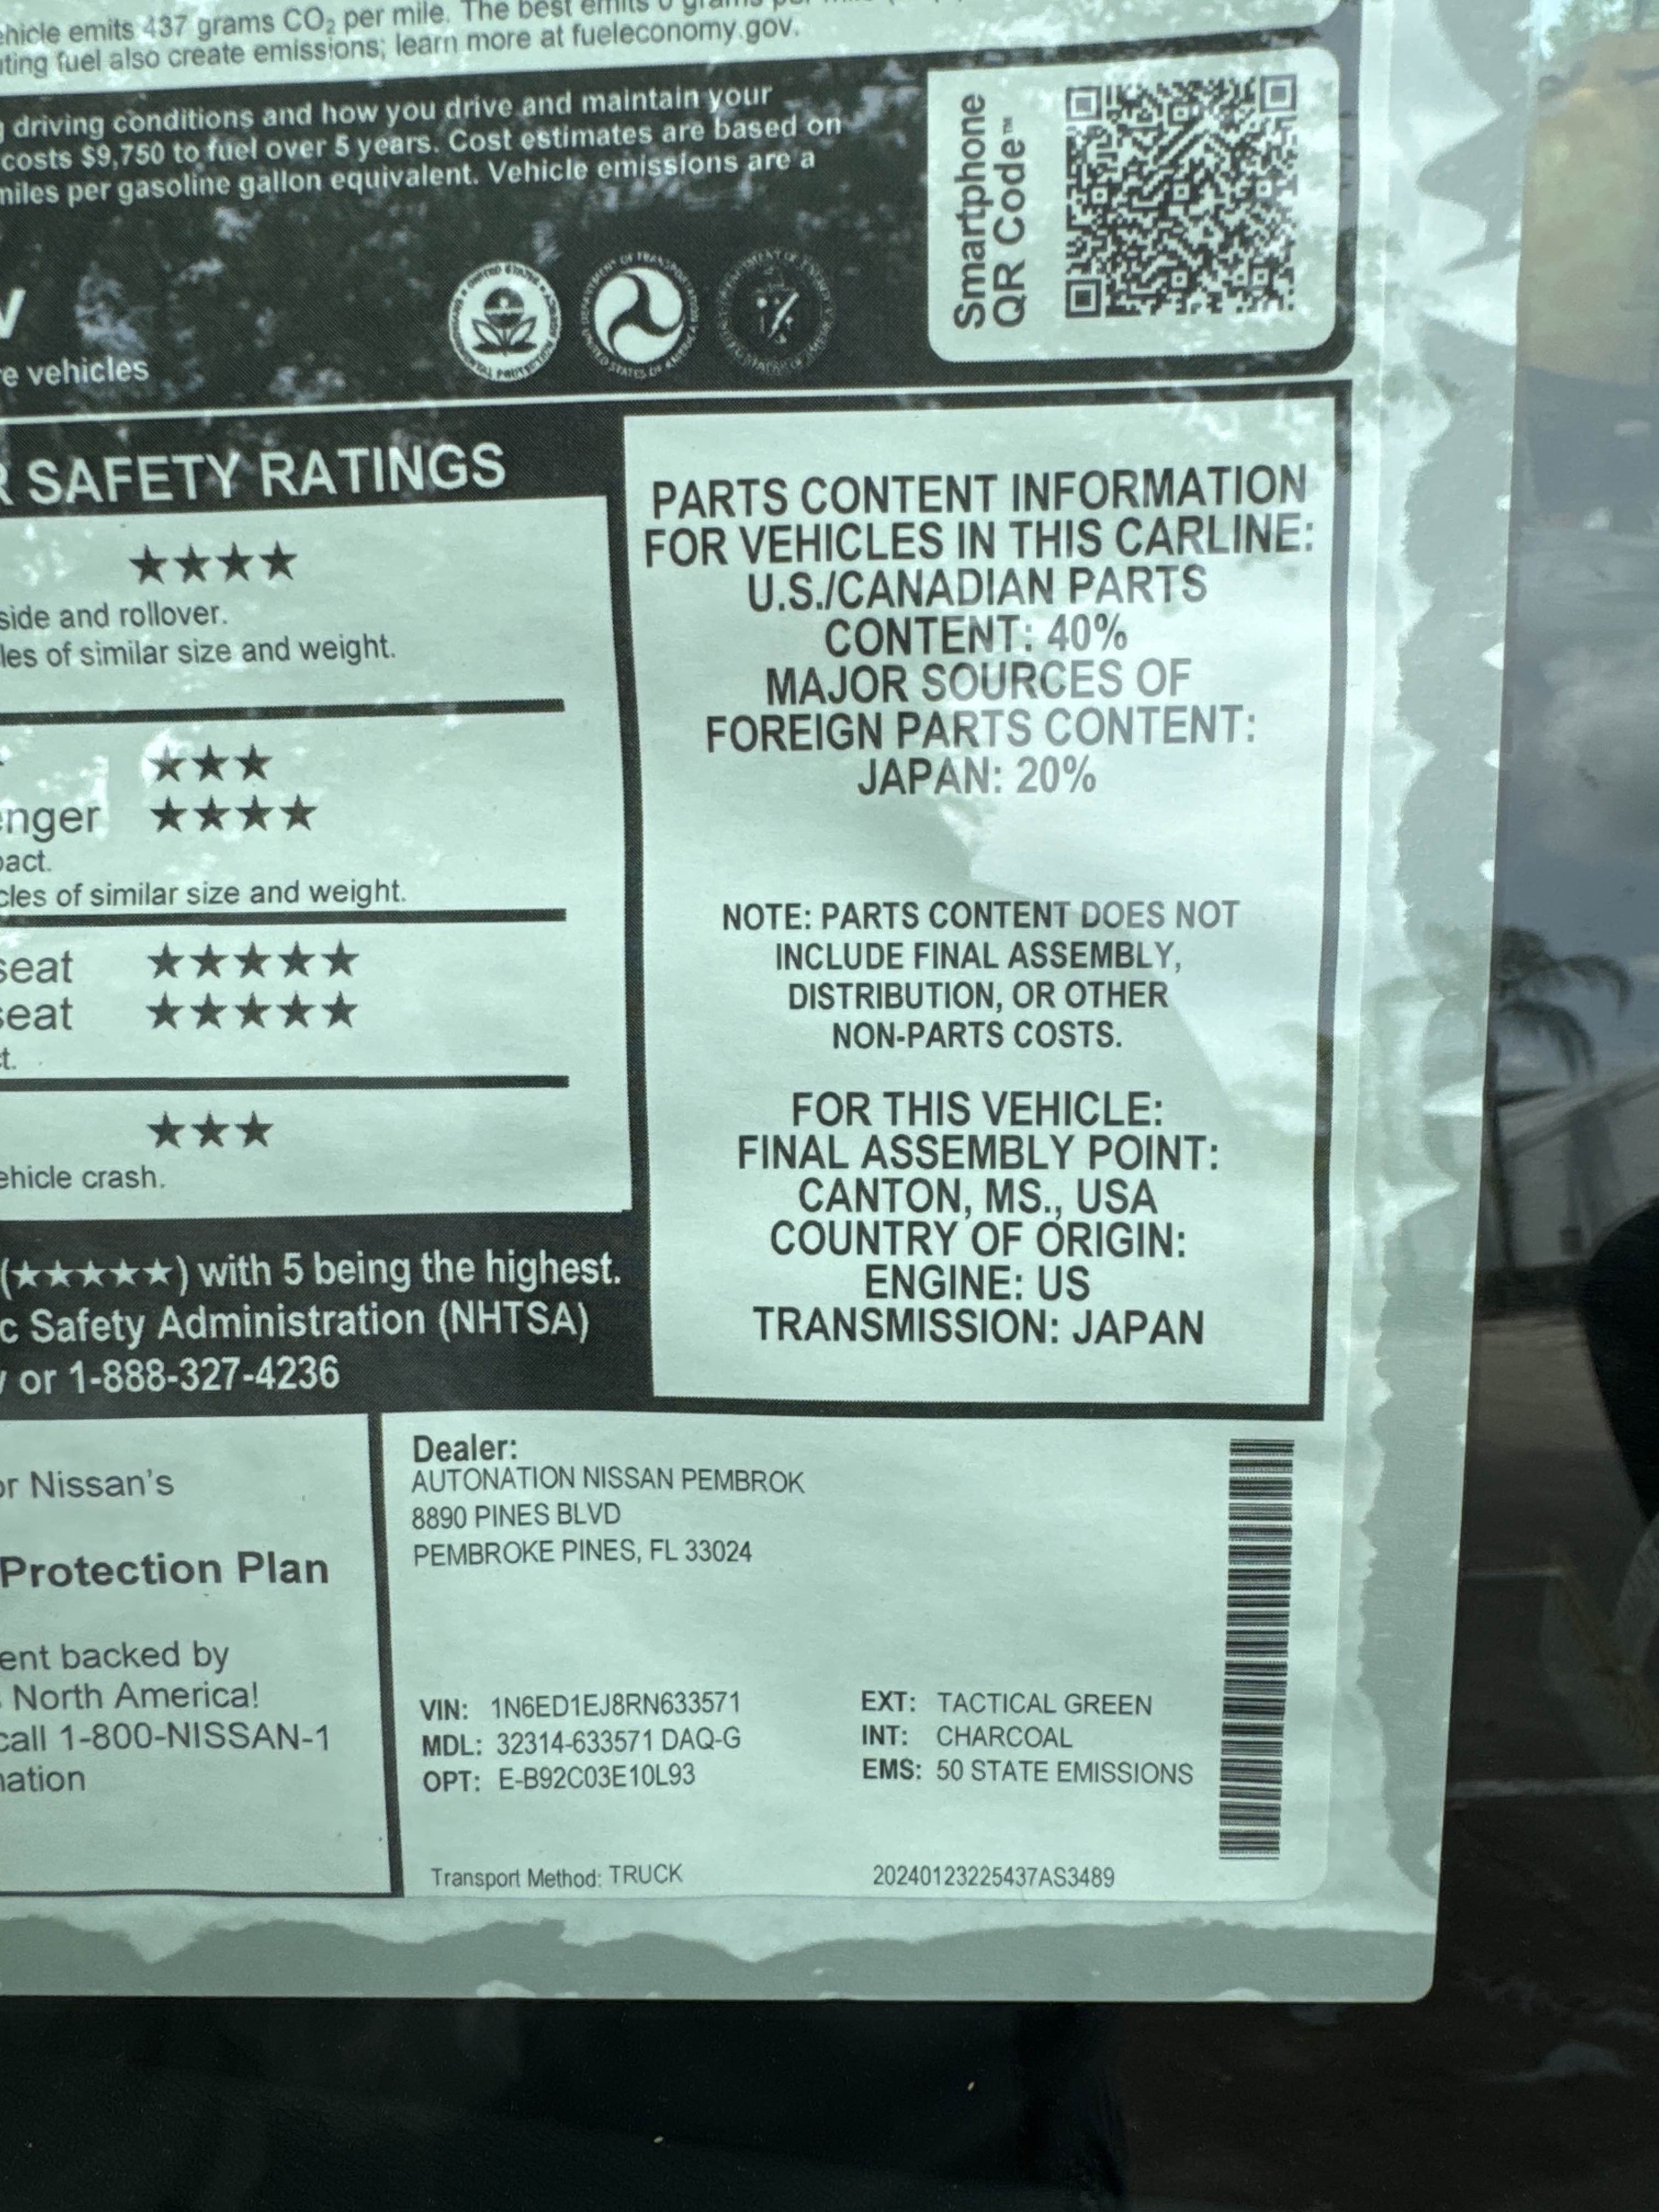 ehicle emits 437 grams CO₂ per mile. The best emits 0 grams per
ting fuel also create emissions; learn more at fueleconomy.gov.
driving conditions and how you drive and maintain your
costs $9,750 to fuel over 5 years. Cost estimates are based on
miles per gasoline gallon equivalent. Vehicle emissions are a
Smartphone
QR Code™
e vehicles
R SAFETY RATINGS
★★★★
side and rollover.
les of similar size and weight.
★★★
enger ★★★★
pact.
cles of similar size and weight.
seat ★★★★★
seat ★★★★★
t.
★★★
ehicle crash.
(★★★★★) with 5 being the highest.
c Safety Administration (NHTSA)
or 1-888-327-4236
PARTS CONTENT INFORMATION
FOR VEHICLES IN THIS CARLINE:
U.S./CANADIAN PARTS
CONTENT: 40%
MAJOR SOURCES OF
FOREIGN PARTS CONTENT:
JAPAN: 20%
NOTE: PARTS CONTENT DOES NOT
INCLUDE FINAL ASSEMBLY,
DISTRIBUTION, OR OTHER
NON-PARTS COSTS.
FOR THIS VEHICLE:
FINAL ASSEMBLY POINT:
CANTON, MS., USA
COUNTRY OF ORIGIN:
ENGINE: US
TRANSMISSION: JAPAN
or Nissan's
Protection Plan
ent backed by
North America!
call 1-800-NISSAN-1
nation
Dealer:
AUTONATION NISSAN PEMBROK
8890 PINES BLVD
PEMBROKE PINES, FL 33024
VIN: 1N6ED1EJ8RN633571
MDL: 32314-633571 DAQ-G
OPT: E-B92C03E10L93
EXT: TACTICAL GREEN
INT: CHARCOAL
EMS: 50 STATE EMISSIONS
Transport Method: TRUCK
20240123225437AS3489